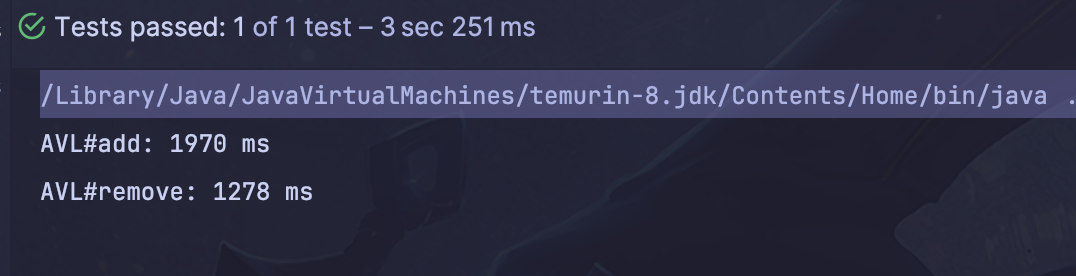 Tests passed: 1 of 1 test – 3 sec 251 ms
/Library/Java/JavaVirtualMachines/temurin-8.jdk/Contents/Home/bin/java .
AVL#add: 1970 ms
AVL#remove: 1278 ms